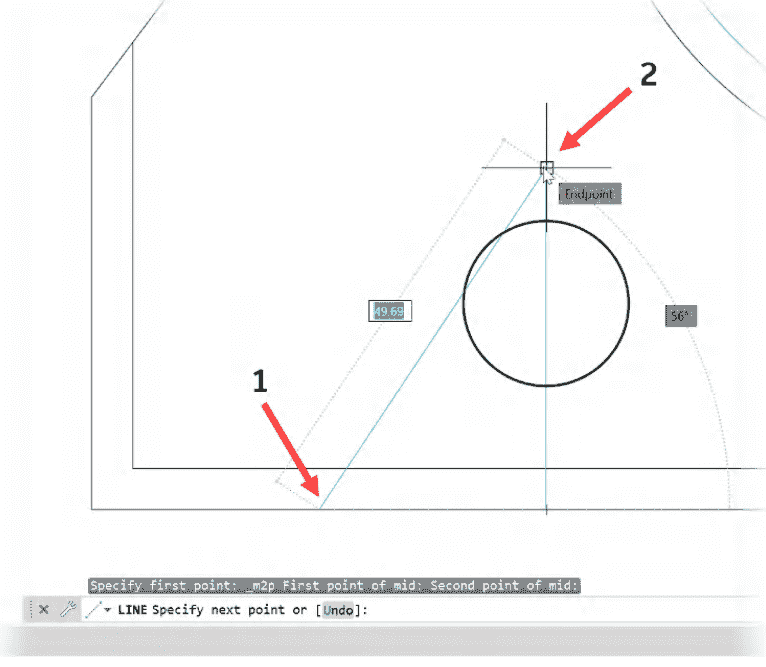 2
Endpoint
49.69
56°
1
Specify first point: _m2p First point of mid: Second point of mid:
LINE Specify next point or [Undo]: